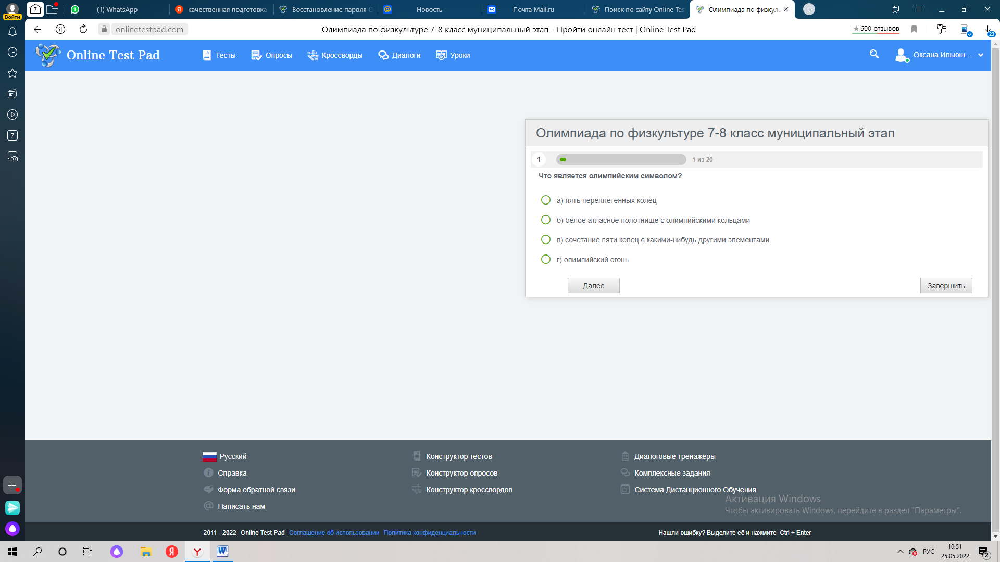 Войти
7
1
(1) WhatsApp
Я
качественная подготовка
Восстановление пароля
Новость
Почта Mail.ru
Поиск по сайту Online Tes
Олимпиада по физкуль
onlinetestpad.com
Олимпиада по физкультуре 7-8 класс муниципальный этап - Пройти онлайн тест | Online Test Pad
★ 600 отзывов
23
7
Online Test Pad
Тесты
Опросы
Кроссворды
Диалоги
Уроки
Оксана Ильюш...
Олимпиада по физкультуре 7-8 класс муниципальный этап
1
1 из 20
Что является олимпийским символом?
а) пять переплетённых колец
б) белое атласное полотнище с олимпийскими кольцами
в) сочетание пяти колец с какими-нибудь другими элементами
г) олимпийский огонь
Далее
Завершить
Русский
Конструктор тестов
Диалоговые тренажёры
Справка
Конструктор опросов
Комплексные задания
Форма обратной связи
Конструктор кроссвордов
Система Дистанционного Обучения
Написать нам
Активация Windows
Чтобы активировать Windows, перейдите в раздел "Параметры".
2011 - 2022 Online Test Pad Соглашение об использовании Политика конфиденциальности
Нашли ошибку? Выделите её и нажмите Ctrl + Enter
РУС
10:51
25.05.2022
2